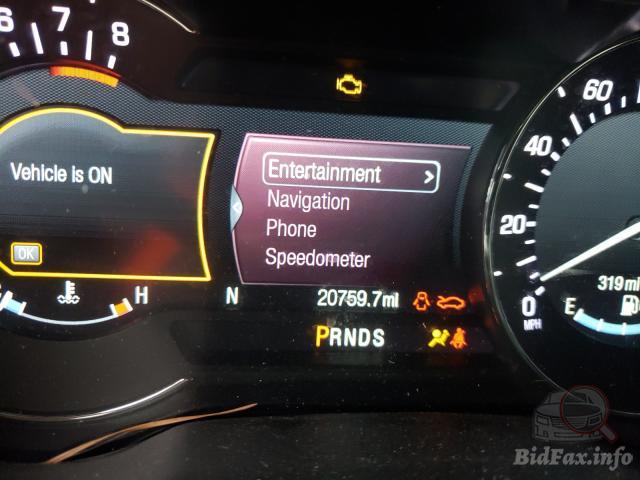 6 7 8
60
40
20
0
MPH
Vehicle is ON
OK
Entertainment >
Navigation
Phone
Speedometer
H
N
20759.7mi
PRNDS
319mi
E
BidFax.info